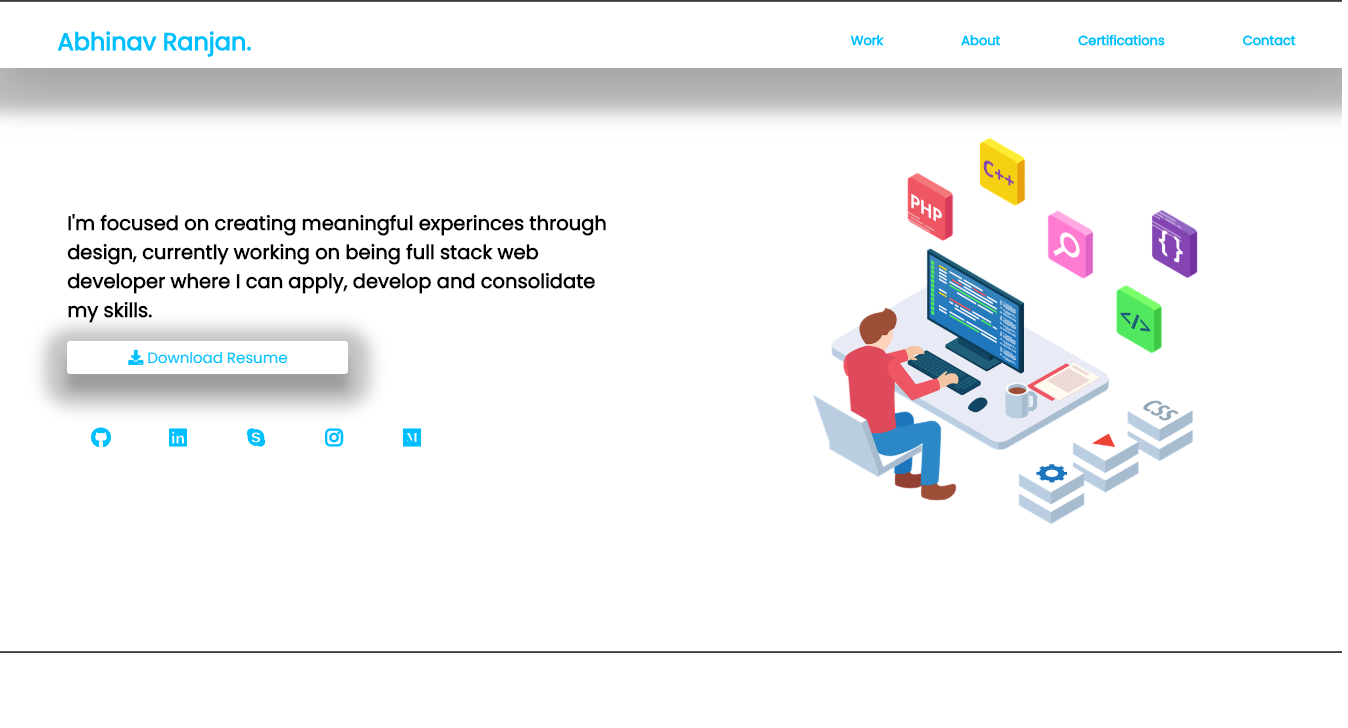 Abhinav Ranjan.
Work
About
Certifications
Contact
I'm focused on creating meaningful experinces through
design, currently working on being full stack web
developer where I can apply, develop and consolidate
my skills.
Download Resume
PHP
C++
{ }
</>
CSS